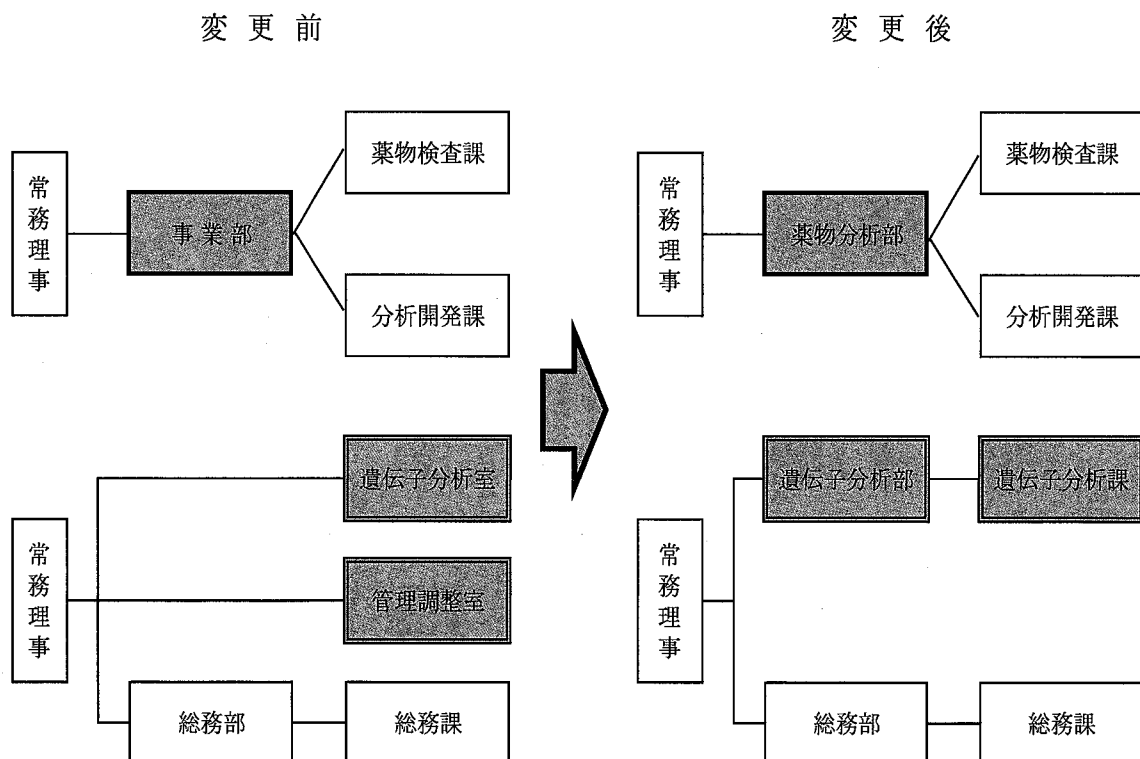 変更前
常務理事
事業部
薬物検査課
分析開発課
常務理事
遺伝子分析室
管理調整室
総務部
総務課
変更後
常務理事
薬物分析部
薬物検査課
分析開発課
常務理事
遺伝子分析部
遺伝子分析課
総務部
総務課